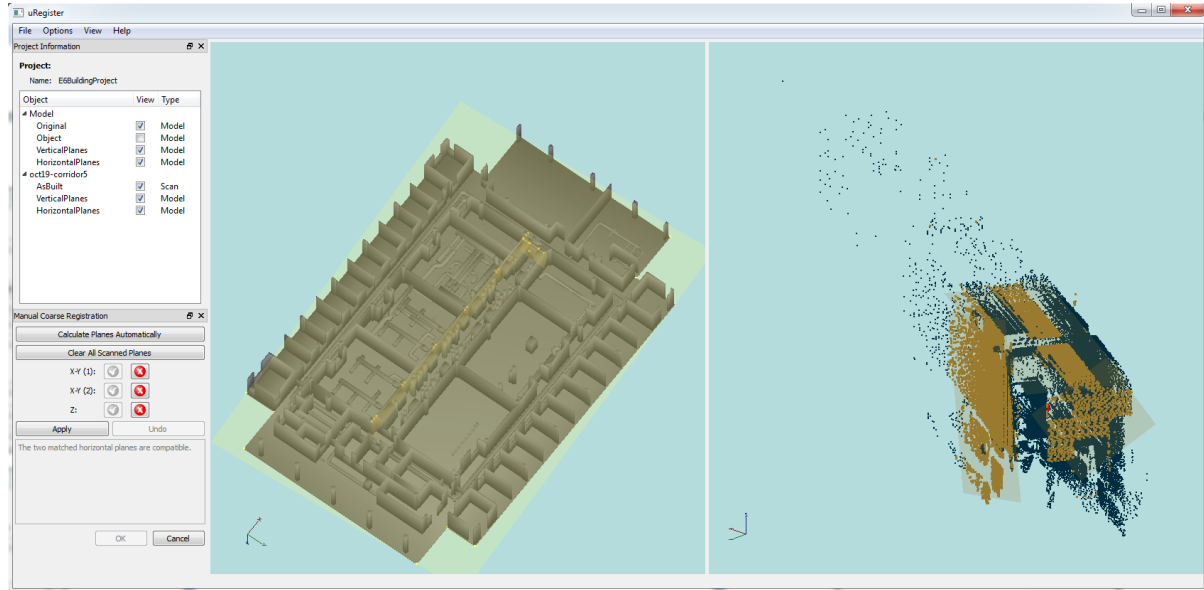 uRegister
File Options View Help
Project Information
Project:
Name: E6BuildingProject
Object View Type
Model
Original Model
Object Model
VerticalPlanes Model
HorizontalPlanes Model
oct19-corridor5
AsBuilt Scan
VerticalPlanes Model
HorizontalPlanes Model
Manual Coarse Registration
Calculate Planes Automatically
Clear All Scanned Planes
X-Y (1):
X-Y (2):
Z:
Apply Undo
The two matched horizontal planes are compatible.
OK Cancel